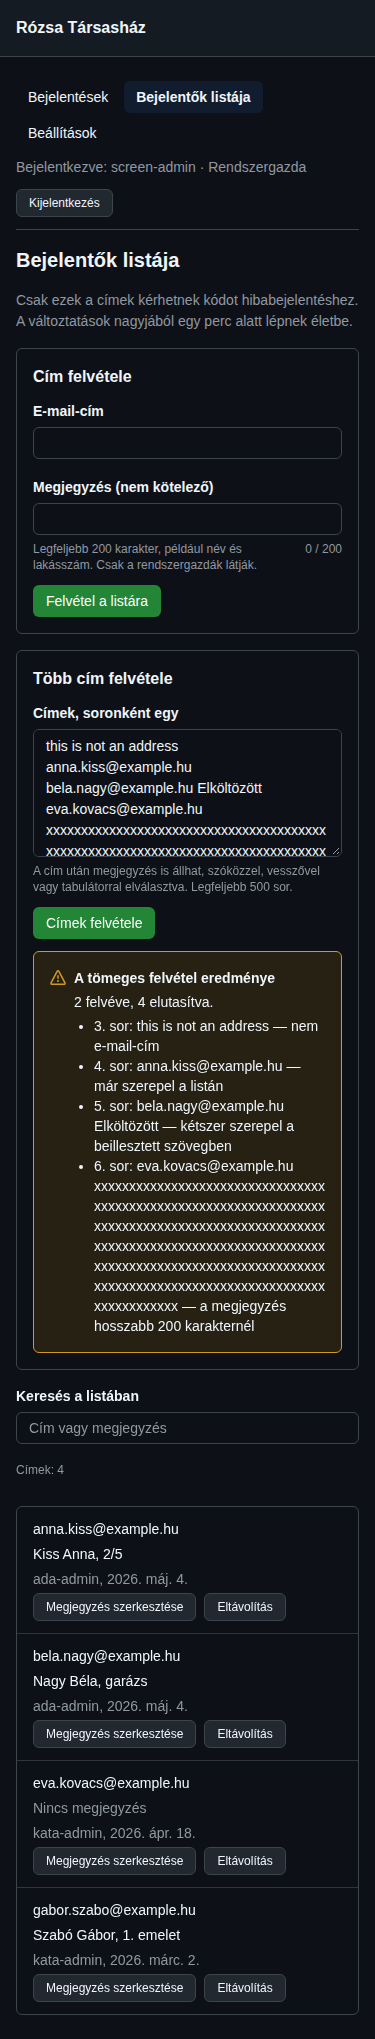 Rózsa Társasház
Bejelentések
Bejelentők listája
Beállítások
Bejelentkezve: screen-admin · Rendszergazda
Kijelentkezés
Bejelentők listája
Csak ezek a címek kérhetnek kódot hibabejelentéshez.
A változtatások nagyjából egy perc alatt lépnek életbe.
Cím felvétele
E-mail-cím
Megjegyzés (nem kötelező)
Legfeljebb 200 karakter, például név és
lakásszám. Csak a rendszergazdák látják.
0 / 200
Felvétel a listára
Több cím felvétele
Címek, soronként egy
this is not an address
anna.kiss@example.hu
bela.nagy@example.hu Elköltözött
eva.kovacs@example.hu
xxxxxxxxxxxxxxxxxxxxxxxxxxxxxxxxxxxxxxxx
xxxxxxxxxxxxxxxxxxxxxxxxxxxxxxxxxxxxxxxx
A cím után megjegyzés is állhat, szóközzel, vesszővel
vagy tabulátorral elválasztva. Legfeljebb 500 sor.
Címek felvétele
A tömeges felvétel eredménye
2 felvéve, 4 elutasítva.
• 3. sor: this is not an address — nem
e-mail-cím
• 4. sor: anna.kiss@example.hu —
már szerepel a listán
• 5. sor: bela.nagy@example.hu
Elköltözött — kétszer szerepel a
beillesztett szövegben
• 6. sor: eva.kovacs@example.hu
xxxxxxxxxxxxxxxxxxxxxxxxxxxxxxxxx
xxxxxxxxxxxxxxxxxxxxxxxxxxxxxxxxx
xxxxxxxxxxxxxxxxxxxxxxxxxxxxxxxxx
xxxxxxxxxxxxxxxxxxxxxxxxxxxxxxxxx
xxxxxxxxxxxxxxxxxxxxxxxxxxxxxxxxx
xxxxxxxxxxxxxxxxxxxxxxxxxxxxxxxxx
xxxxxxxxxxxx — a megjegyzés
hosszabb 200 karakternél
Keresés a listában
Cím vagy megjegyzés
Címek: 4
anna.kiss@example.hu
Kiss Anna, 2/5
ada-admin, 2026. máj. 4.
Megjegyzés szerkesztése
Eltávolítás
bela.nagy@example.hu
Nagy Béla, garázs
ada-admin, 2026. máj. 4.
Megjegyzés szerkesztése
Eltávolítás
eva.kovacs@example.hu
Nincs megjegyzés
kata-admin, 2026. ápr. 18.
Megjegyzés szerkesztése
Eltávolítás
gabor.szabo@example.hu
Szabó Gábor, 1. emelet
kata-admin, 2026. márc. 2.
Megjegyzés szerkesztése
Eltávolítás